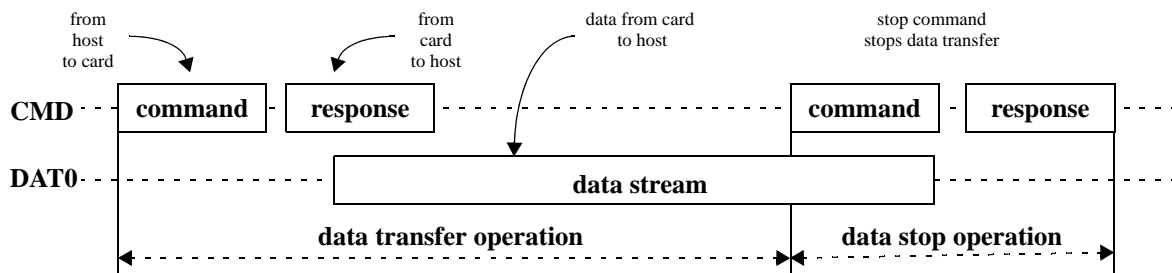 from
host
to card
from
card
to host
data from card
to host
stop command
stops data transfer
CMD
command
response
command
response
DAT0
data stream
data transfer operation
data stop operation